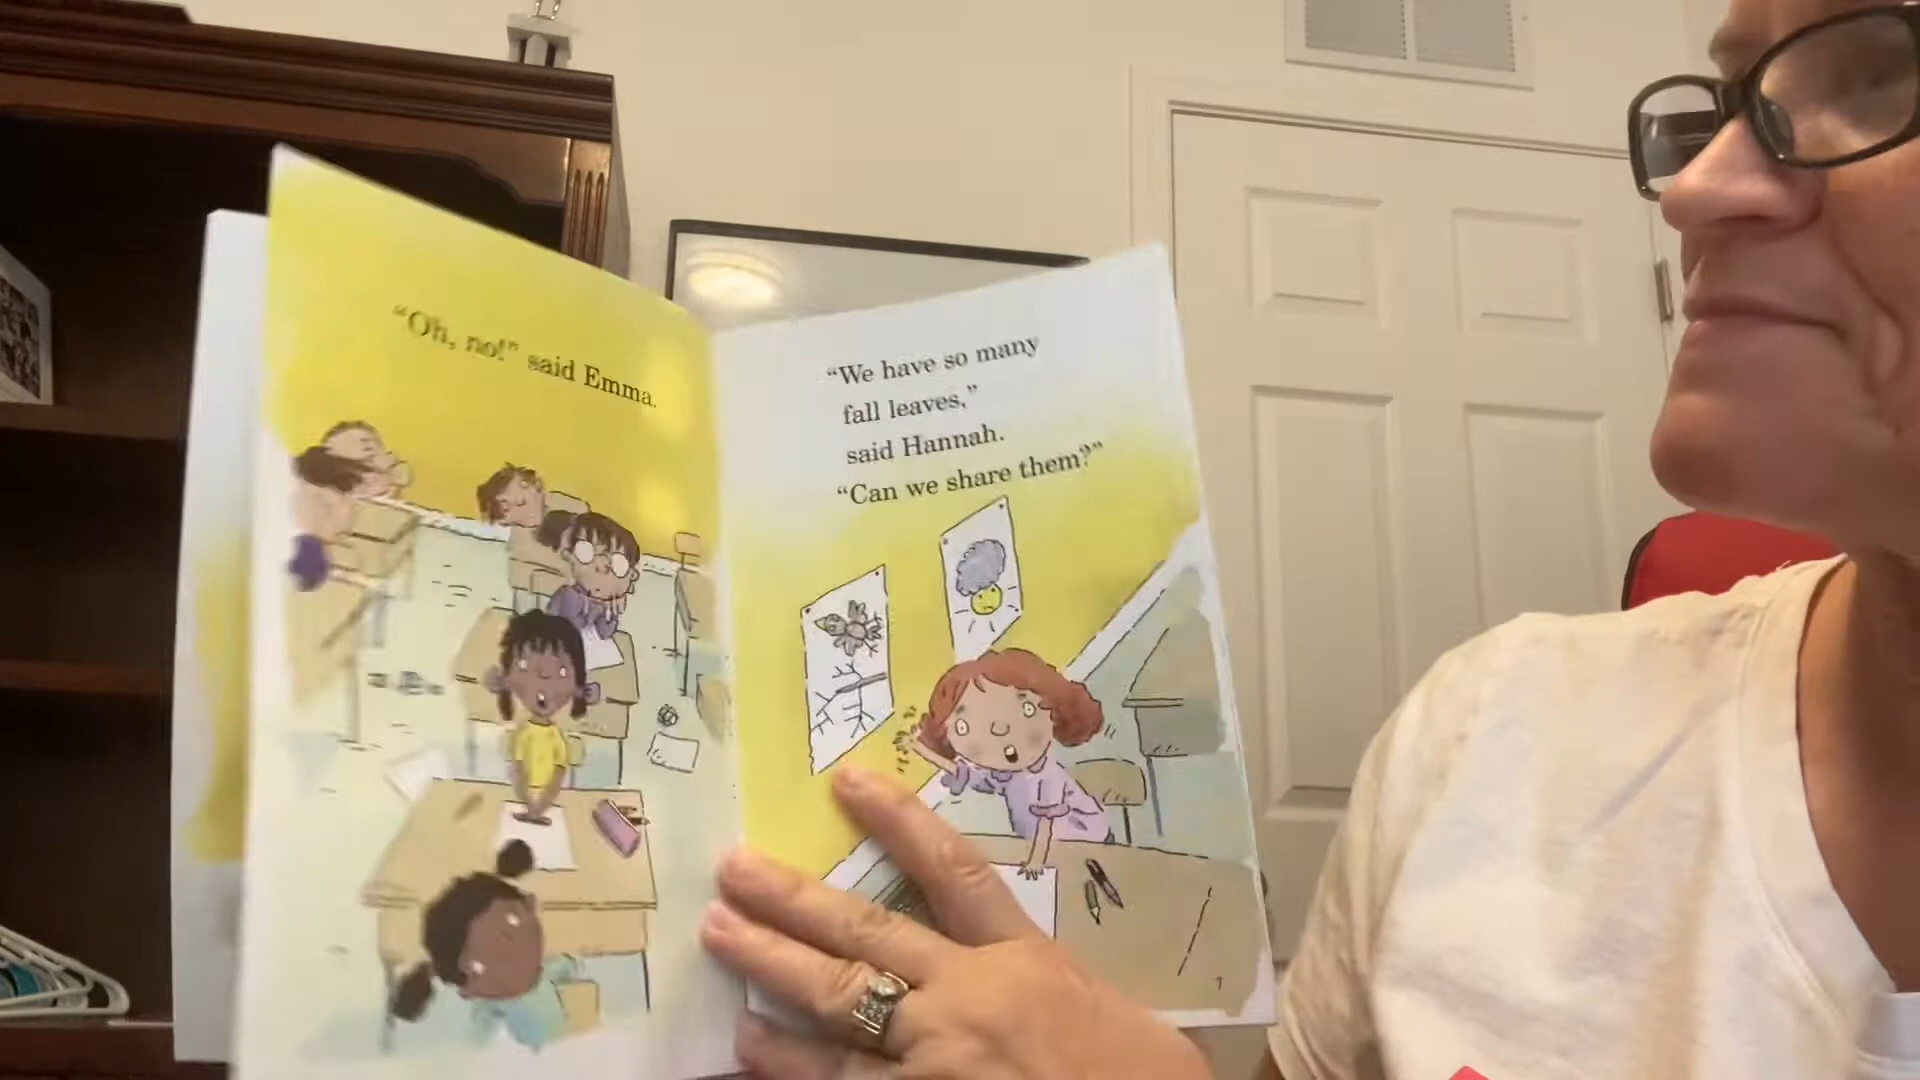 “Oh, no!” said Emma.
“We have so many
fall leaves,”
said Hannah.
“Can we share them?”
7